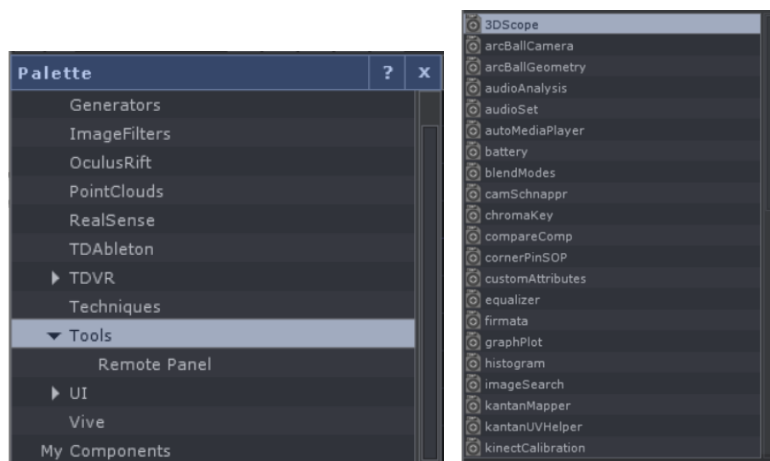 Palette ? x
Generators
ImageFilters
OculusRift
PointClouds
RealSense
TDAbleton
TDVR
Techniques
Tools
Remote Panel
UI
Vive
My Components
3DScope
arcBallCamera
arcBallGeometry
audioAnalysis
audioSet
autoMediaPlayer
battery
blendModes
camSchnappr
chromaKey
compareComp
cornerPinSOP
customAttributes
equalizer
firmata
graphPlot
histogram
imageSearch
kantanMapper
kantanUVHelper
kinectCalibration